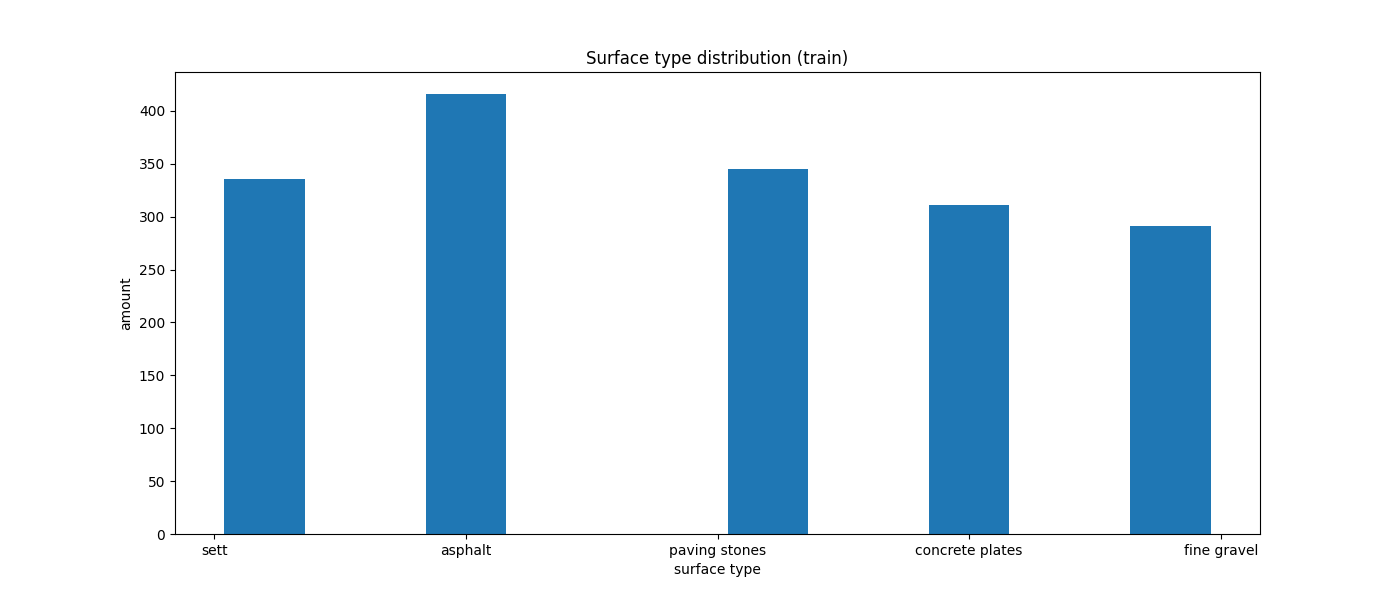 Surface type distribution (train)
400
350
300
250
200
150
100
50
0
amount
sett asphalt paving stones concrete plates fine gravel
surface type